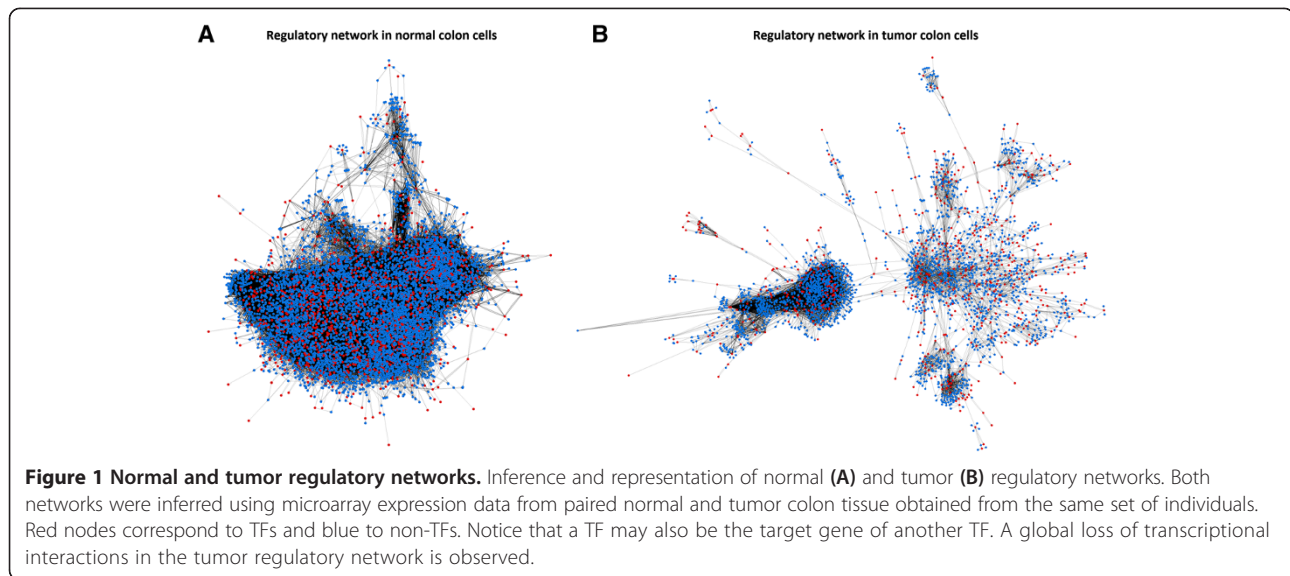 A Regulatory network in normal colon cells
B Regulatory network in tumor colon cells
Figure 1 Normal and tumor regulatory networks. Inference and representation of normal (A) and tumor (B) regulatory networks. Both
networks were inferred using microarray expression data from paired normal and tumor colon tissue obtained from the same set of individuals.
Red nodes correspond to TFs and blue to non-TFs. Notice that a TF may also be the target gene of another TF. A global loss of transcriptional
interactions in the tumor regulatory network is observed.